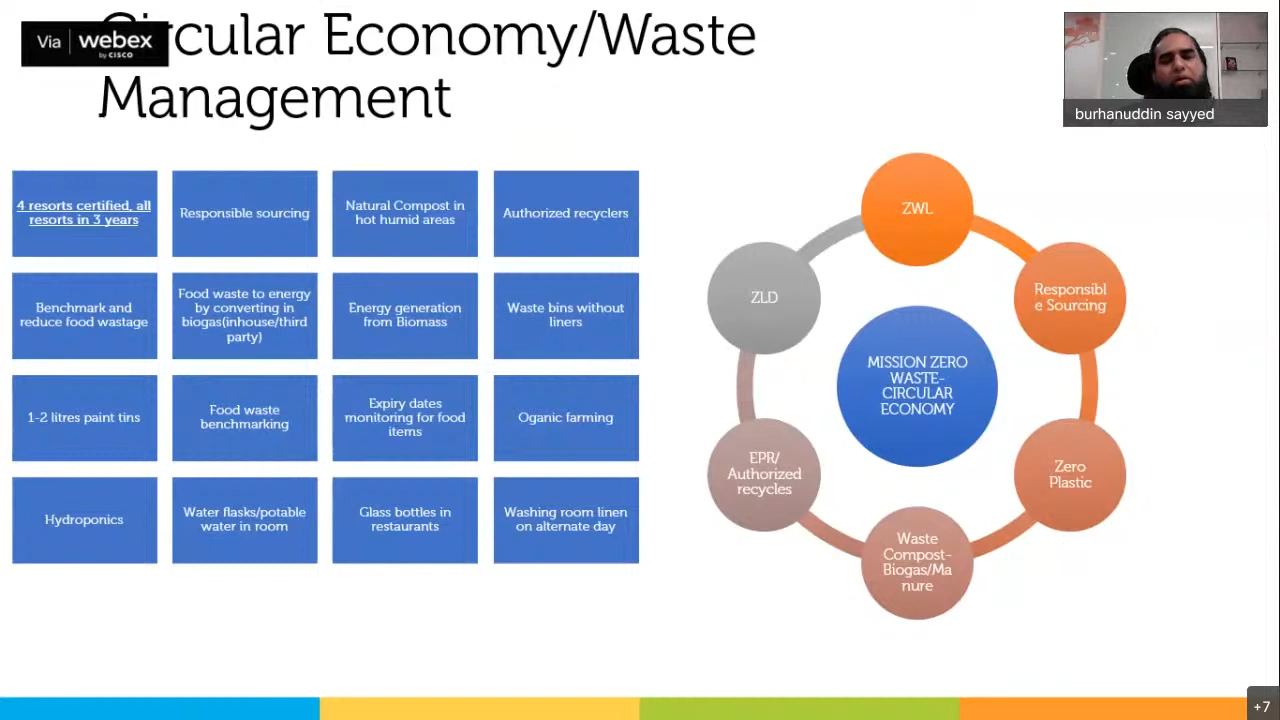 Via webex
by CISCO
Circular Economy/Waste
Management
burhanuddin sayyed
4 resorts certified, all
resorts in 3 years
Responsible sourcing
Natural Compost in
hot humid areas
Authorized recyclers
Benchmark and
reduce food wastage
Food waste to energy
by converting in
biogas(inhouse/third
party)
Energy generation
from Biomass
Waste bins without
liners
1-2 litres paint tins
Food waste
benchmarking
Expiry dates
monitoring for food
items
Oganic farming
Hydroponics
Water flasks/potable
water in room
Glass bottles in
restaurants
Washing room linen
on alternate day
ZWL
Responsibl
e Sourcing
Zero
Plastic
Waste
Compost-
Biogas/Ma
nure
EPR/
Authorized
recycles
ZLD
MISSION ZERO
WASTE-
CIRCULAR
ECONOMY
+7